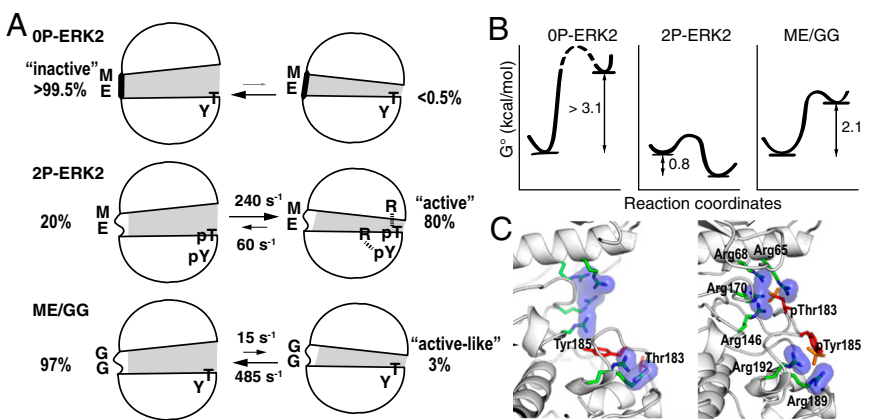 A
0P-ERK2
“inactive”
>99.5%
M
E
T
Y
M
E
T
Y
<0.5%
2P-ERK2
20%
M
E
pT
pY
240 s⁻¹
60 s⁻¹
M
E
R
R
pT
pY
“active”
80%
ME/GG
97%
G
G
T
Y
15 s⁻¹
485 s⁻¹
G
G
T
Y
“active-like”
3%
B
0P-ERK2
2P-ERK2
ME/GG
G° (kcal/mol)
> 3.1
0.8
2.1
Reaction coordinates
C
Tyr185
Thr183
Arg68
Arg65
Arg170
pThr183
Arg146
pTyr185
Arg192
Arg189